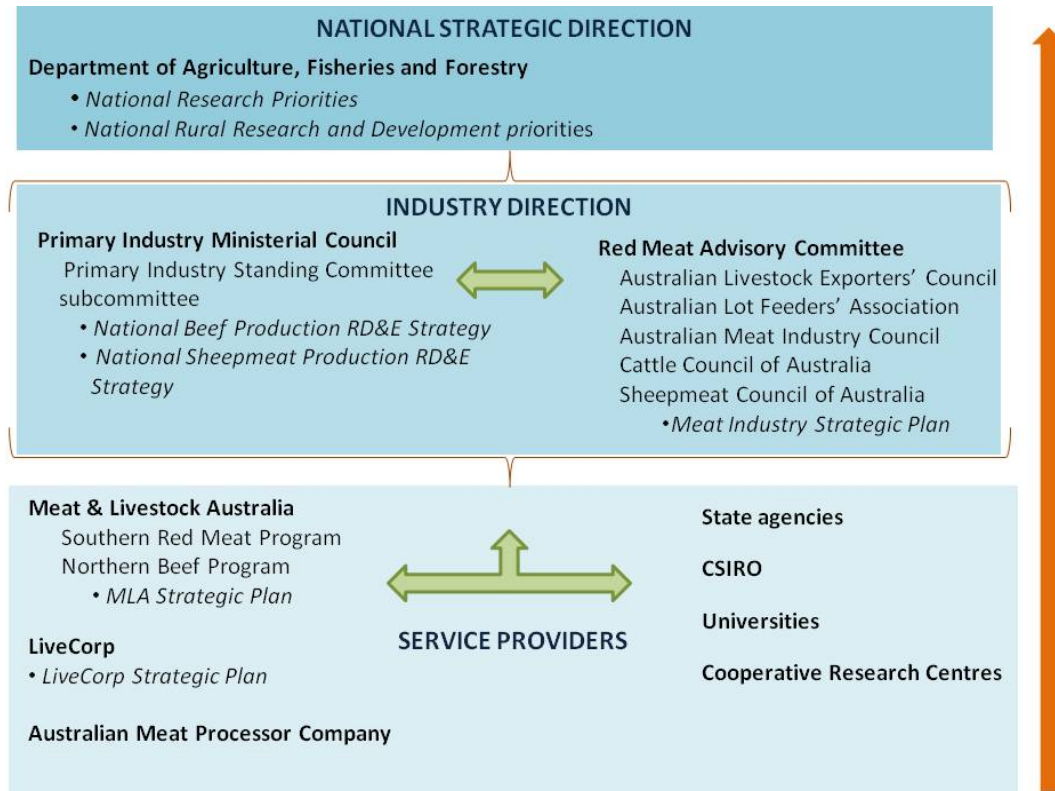 NATIONAL STRATEGIC DIRECTION
Department of Agriculture, Fisheries and Forestry
• National Research Priorities
• National Rural Research and Development priorities
INDUSTRY DIRECTION
Primary Industry Ministerial Council
Primary Industry Standing Committee
subcommittee
• National Beef Production RD&E Strategy
• National Sheepmeat Production RD&E
Strategy
Red Meat Advisory Committee
Australian Livestock Exporters' Council
Australian Lot Feeders' Association
Australian Meat Industry Council
Cattle Council of Australia
Sheepmeat Council of Australia
•Meat Industry Strategic Plan
Meat & Livestock Australia
Southern Red Meat Program
Northern Beef Program
• MLA Strategic Plan
LiveCorp
• LiveCorp Strategic Plan
Australian Meat Processor Company
SERVICE PROVIDERS
State agencies
CSIRO
Universities
Cooperative Research Centres